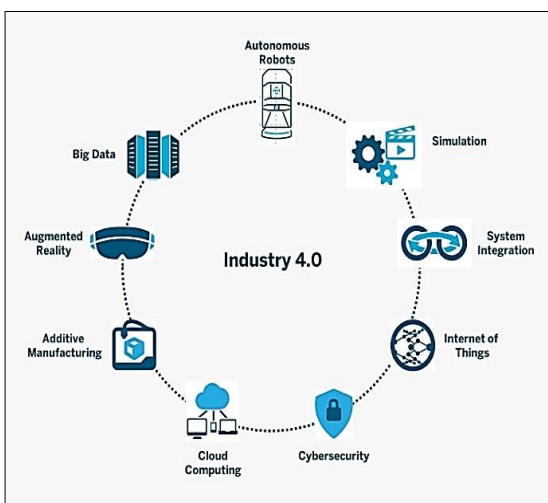 Autonomous
Robots
Simulation
System
Integration
Internet of
Things
Cybersecurity
Cloud
Computing
Additive
Manufacturing
Augmented
Reality
Big Data
Industry 4.0